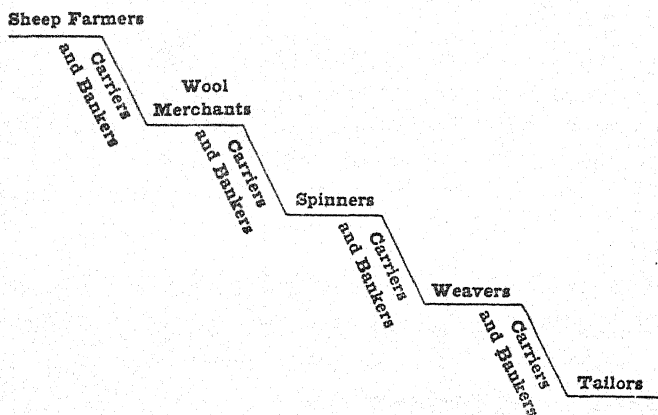 Sheep Farmers
Carriers
and Bankers
Wool
Merchants
Carriers
and Bankers
Spinners
Carriers
and Bankers
Weavers
Carriers
and Bankers
Tailors